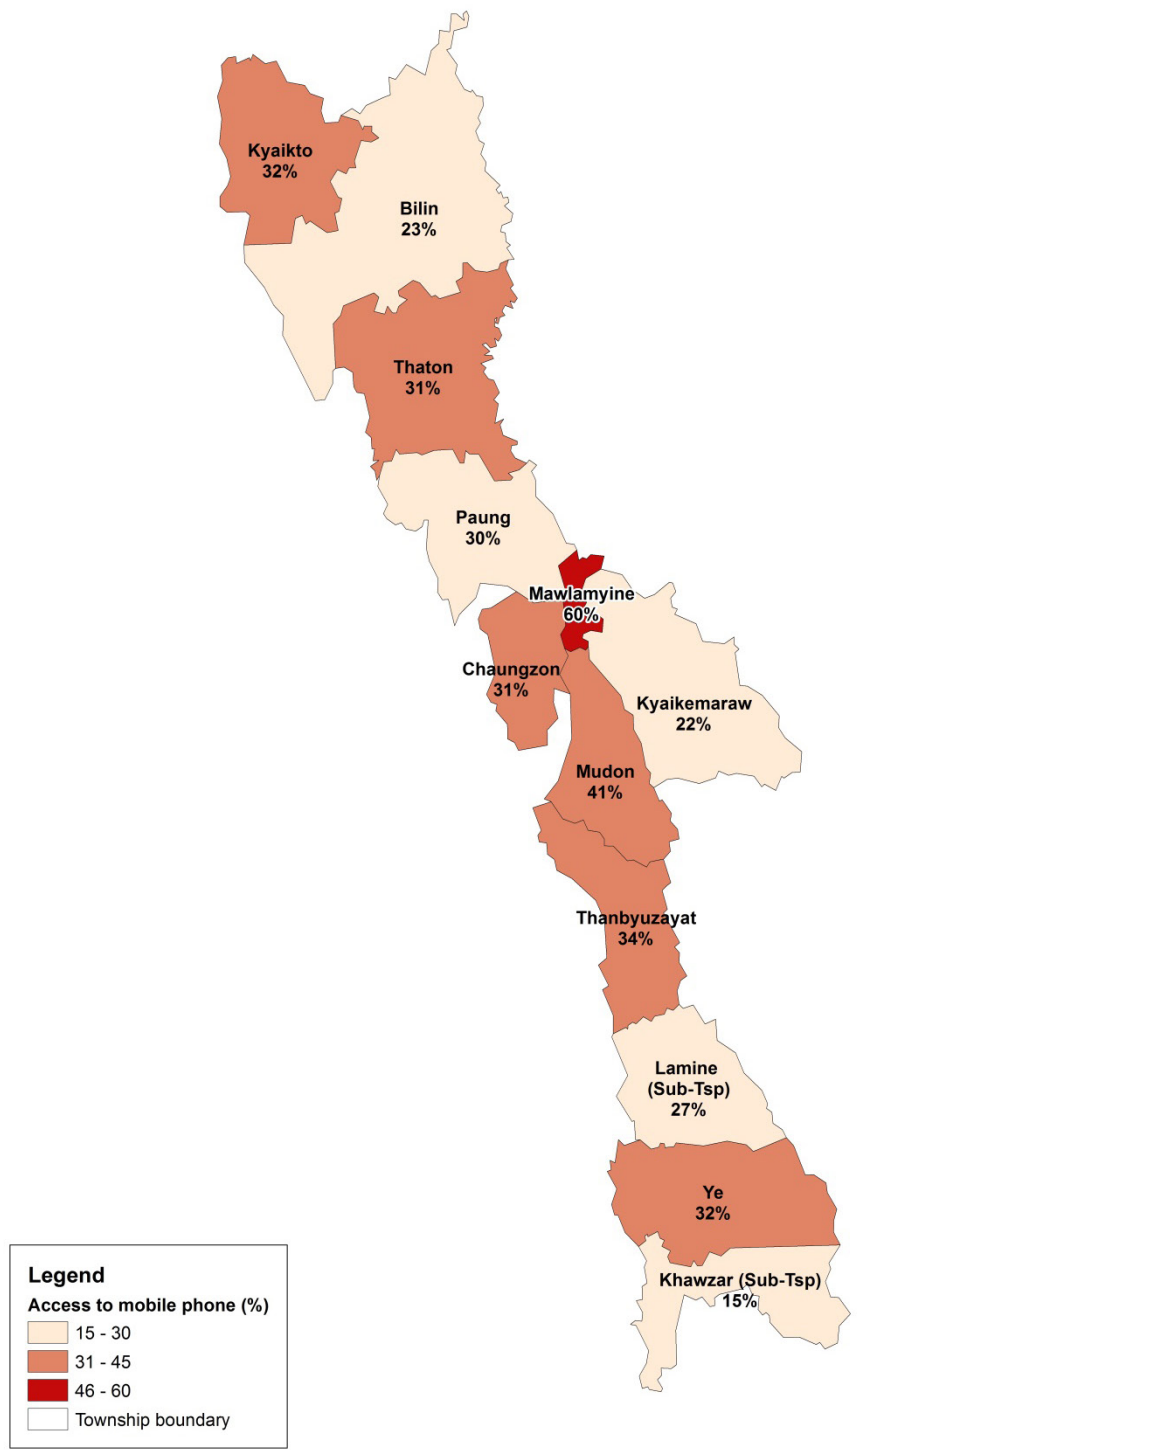 Kyaikto
32%
Bilin
23%
Thaton
31%
Paung
30%
Mawlamyine
60%
Chaungzon
31%
Kyaikemaraw
22%
Mudon
41%
Thanbyuzayat
34%
Lamine
(Sub-Tsp)
27%
Ye
32%
Khawzar (Sub-Tsp)
15%
Legend
Access to mobile phone (%)
15 - 30
31 - 45
46 - 60
Township boundary